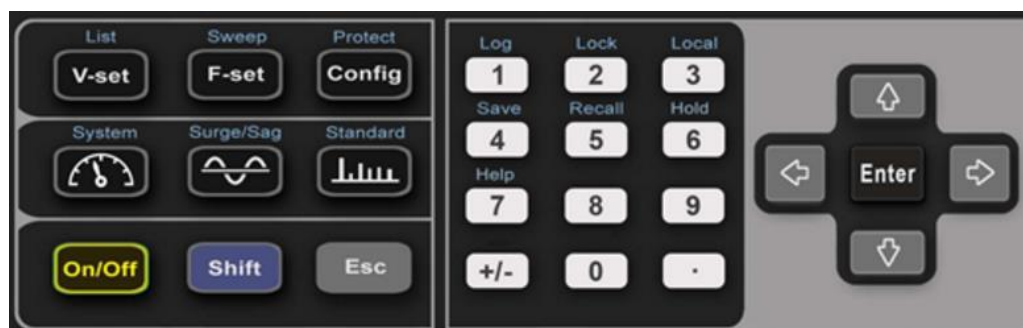 List Sweep Protect
V-set F-set Config
System Surge/Sag Standard
On/Off Shift Esc
Log Lock Local
1 2 3
Save Recall Hold
4 5 6
Help
7 8 9
+/- 0 .
Enter